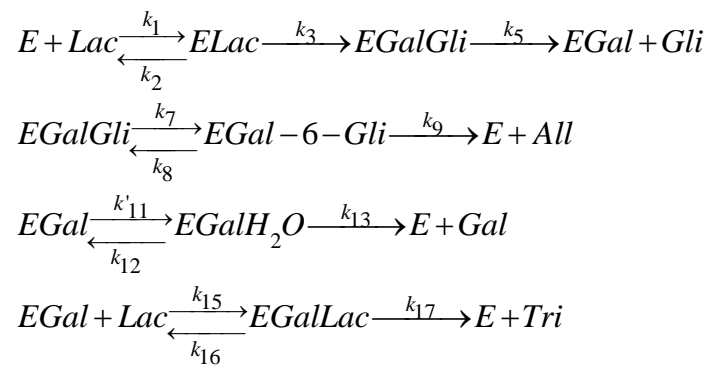 E + Lac ⇄ ELac → EGalGli → EGal + Gli
k1 k2 k3 k5
EGalGli ⇄ EGal − 6 − Gli → E + All
k7 k8 k9
EGal ⇄ EGalH2O → E + Gal
k'11 k12 k13
EGal + Lac ⇄ EGalLac → E + Tri
k15 k16 k17